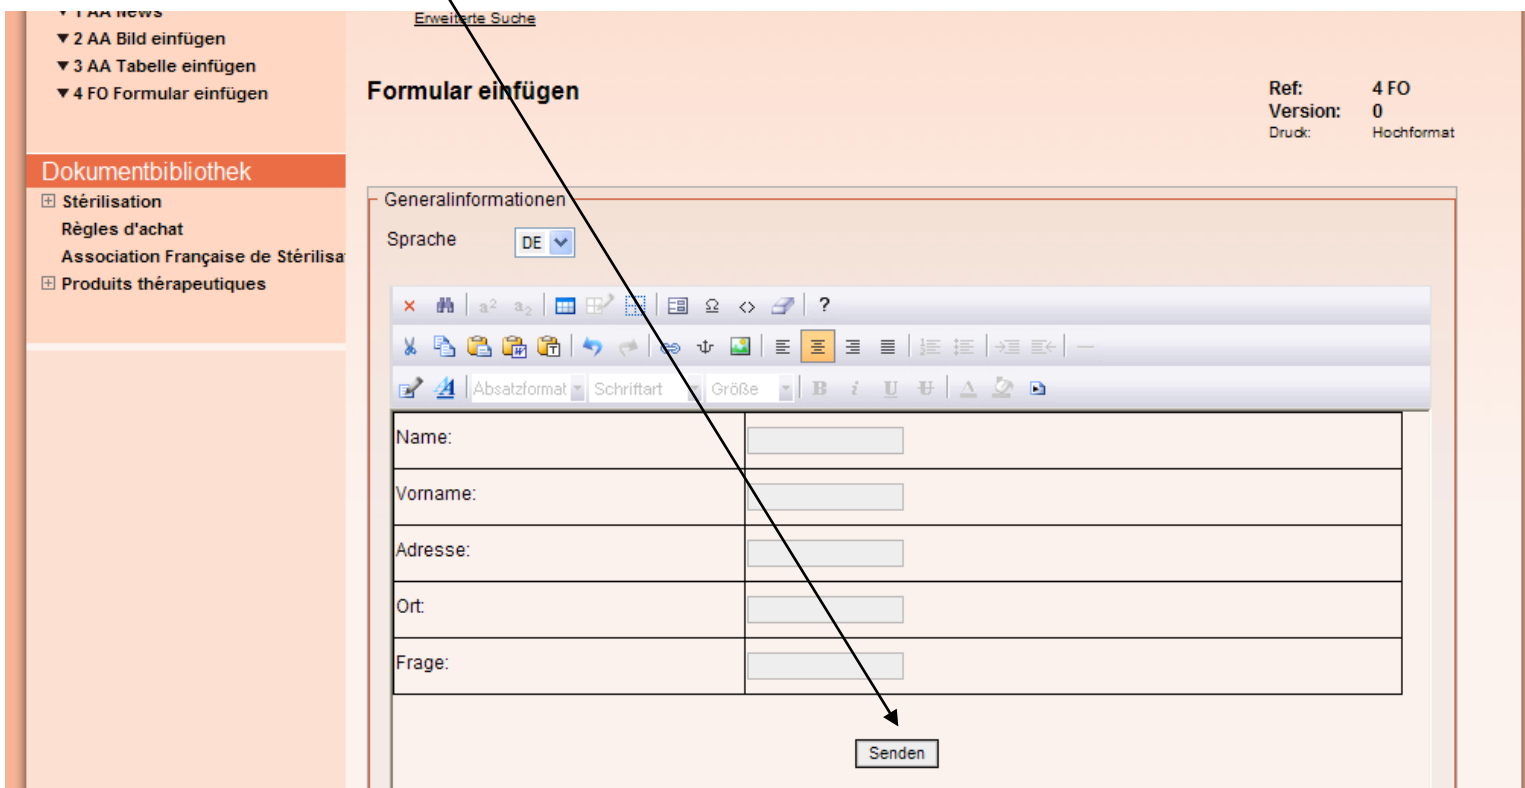 1 AA News
2 AA Bild einfügen
3 AA Tabelle einfügen
4 FO Formular einfügen
Dokumentbibliothek
Stérilisation
Règles d'achat
Association Française de Stérilisa
Produits thérapeutiques
Erweiterte Suche
Formular einfügen
Ref: 4 FO
Version: 0
Druck: Hochformat
Generalinformationen
Sprache DE
a² a₂ Ω <> ?
Absatzformat Schriftart Größe B i U U A
Name:
Vorname:
Adresse:
Ort:
Frage:
Senden